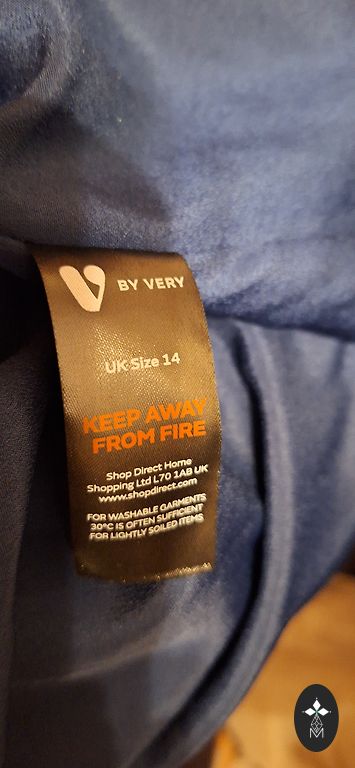 V BY VERY
UK Size 14
KEEP AWAY
FROM FIRE
Shop Direct Home
Shopping Ltd L70 1AB UK
www.shopdirect.com
FOR WASHABLE GARMENTS
30°C IS OFTEN SUFFICIENT
FOR LIGHTLY SOILED ITEMS
M